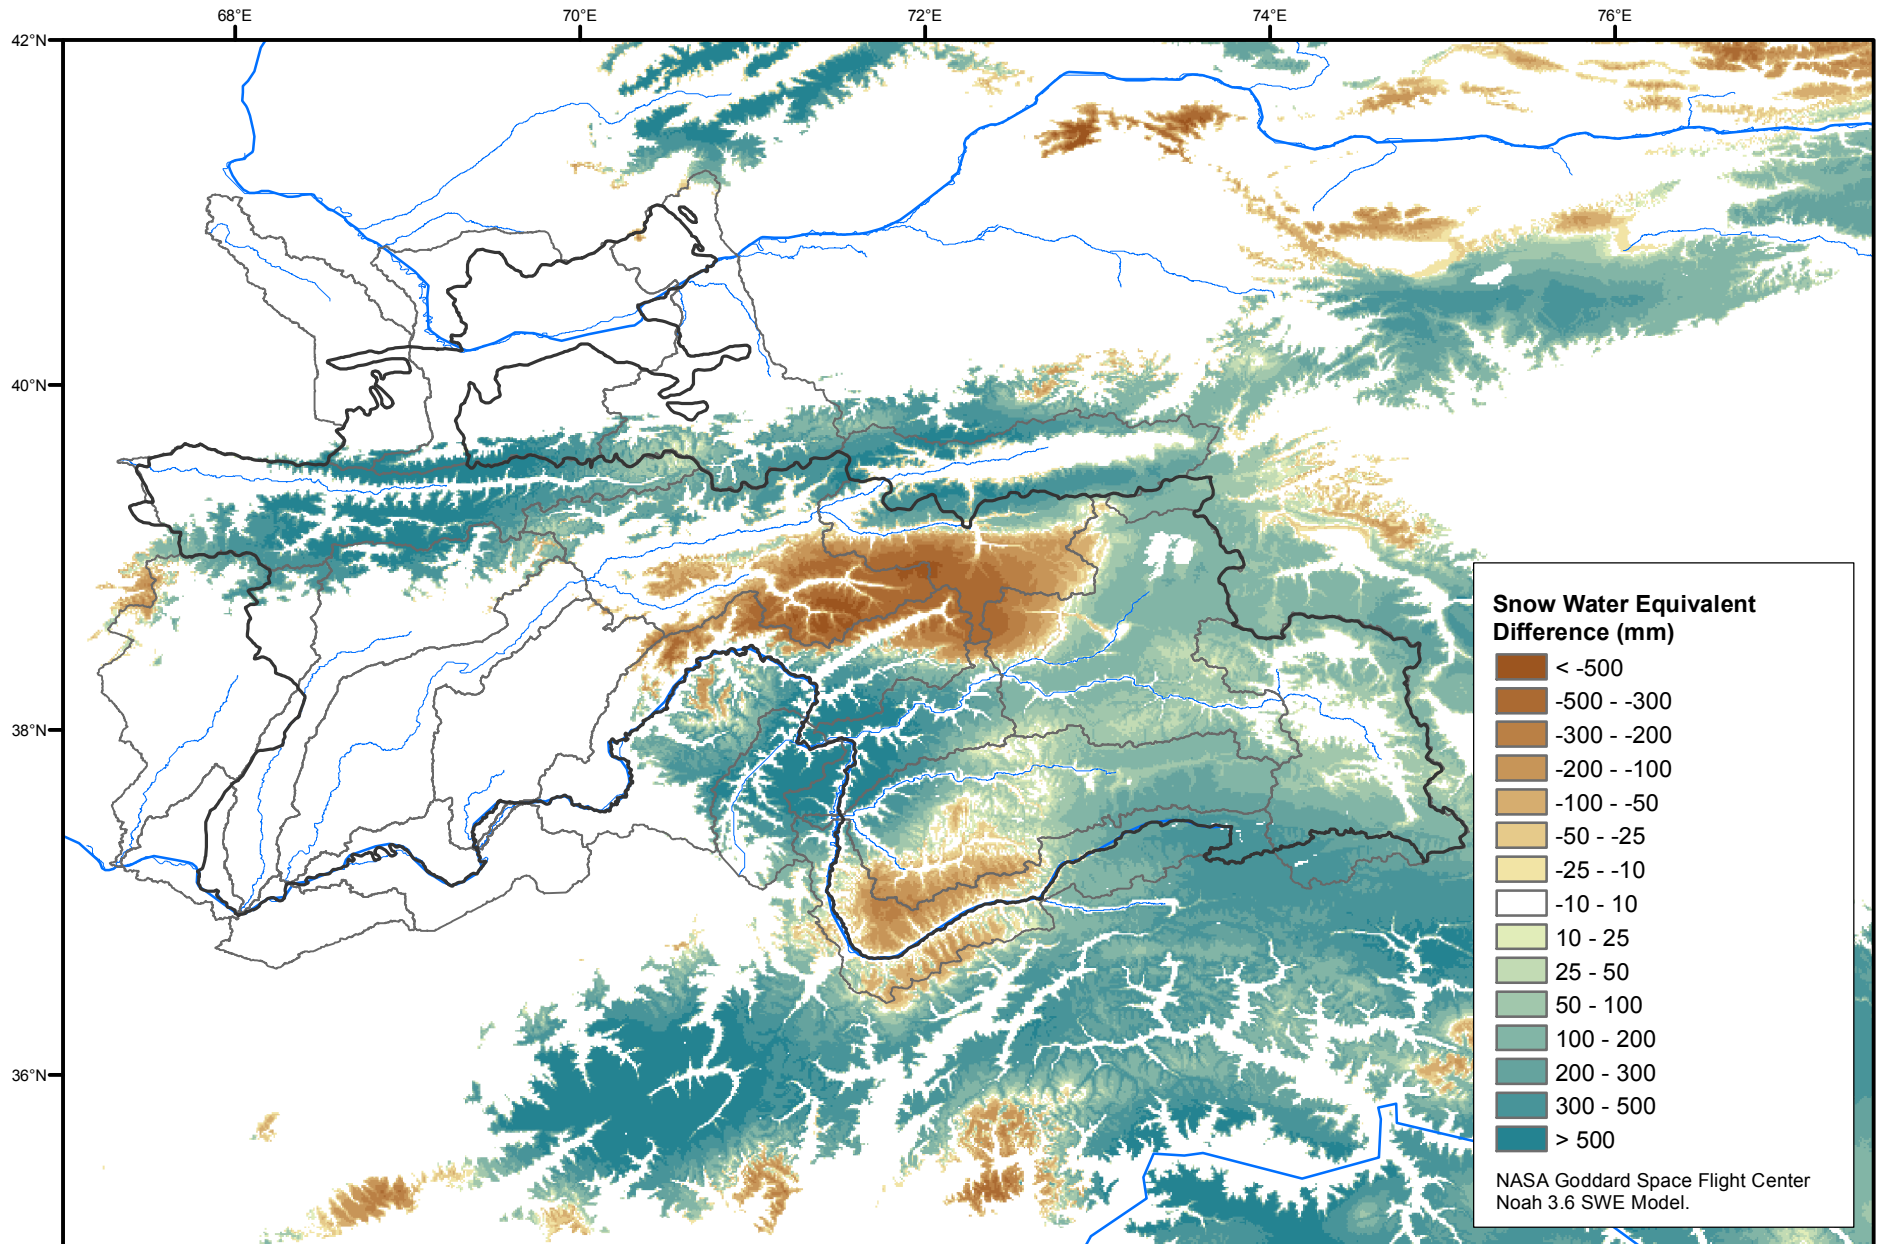 68°E 70°E 72°E 74°E 76°E
42°N
40°N
38°N
36°N
Snow Water Equivalent
Difference (mm)
< -500
-500 - -300
-300 - -200
-200 - -100
-100 - -50
-50 - -25
-25 - -10
-10 - 10
10 - 25
25 - 50
50 - 100
100 - 200
200 - 300
300 - 500
> 500
NASA Goddard Space Flight Center
Noah 3.6 SWE Model.